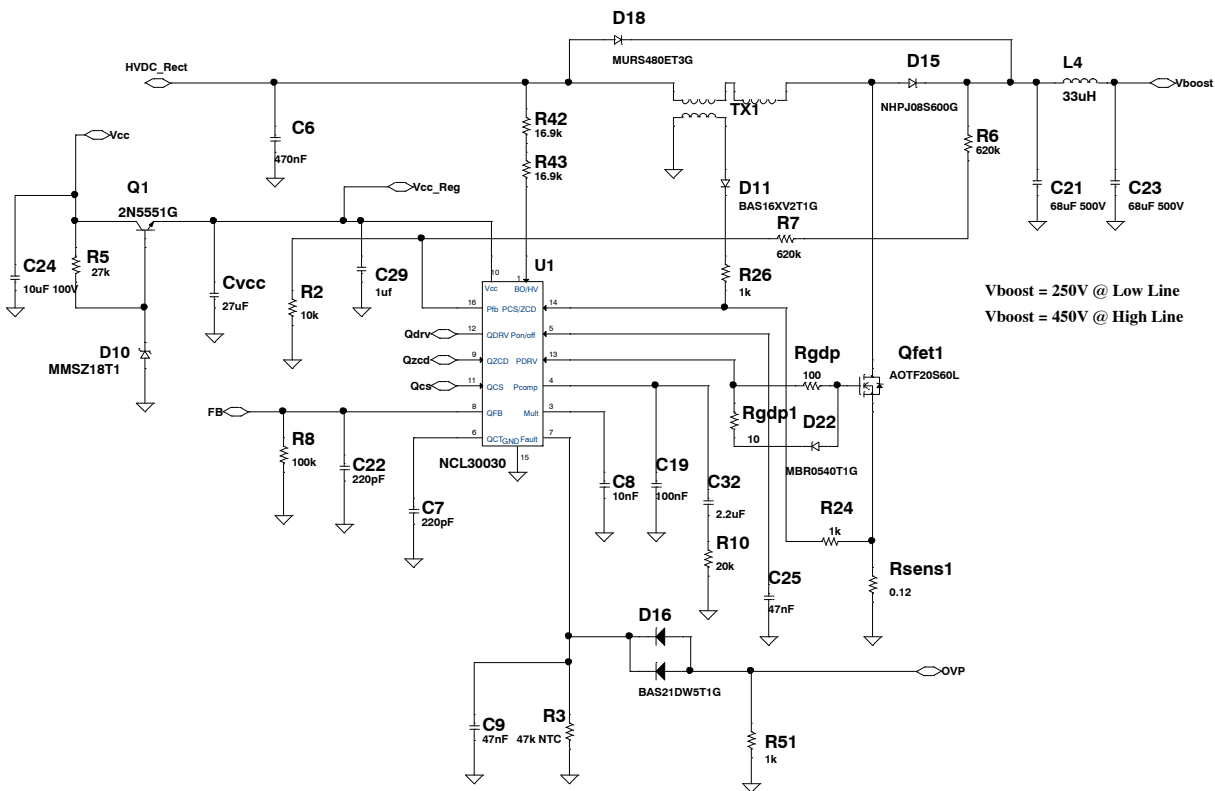 D18
MURS480ET3G
HVDC_Rect
D15
NHPJ08S600G
L4
33uH
Vboost
TX1
C6
470nF
R42
16.9k
R43
16.9k
R6
620k
Vcc
Q1
2N5551G
Vcc_Reg
D11
BAS16XV2T1G
C21
68uF 500V
C23
68uF 500V
C24
10uF 100V
R5
27k
Cvcc
27uF
C29
1uf
R2
10k
R7
620k
R26
1k
U1
10
Vcc
1
BO/HV
16
Pfb
PCS/ZCD
14
12
QDRV
Pon/off
5
9
QZCD
PDRV
13
11
QCS
Pcomp
4
8
QFB
Mult
3
6
QCT
GND
Fault
7
15
NCL30030
Qdrv
Qzcd
Qcs
FB
Vboost = 250V @ Low Line
Vboost = 450V @ High Line
D10
MMSZ18T1
Rgdp
100
Qfet1
AOTF20S60L
Rgdp1
10
D22
MBR0540T1G
R8
100k
C22
220pF
C7
220pF
C8
10nF
C19
100nF
C32
2.2uF
R10
20k
R24
1k
C25
47nF
Rsens1
0.12
D16
BAS21DW5T1G
OVP
C9
47nF
R3
47k NTC
R51
1k